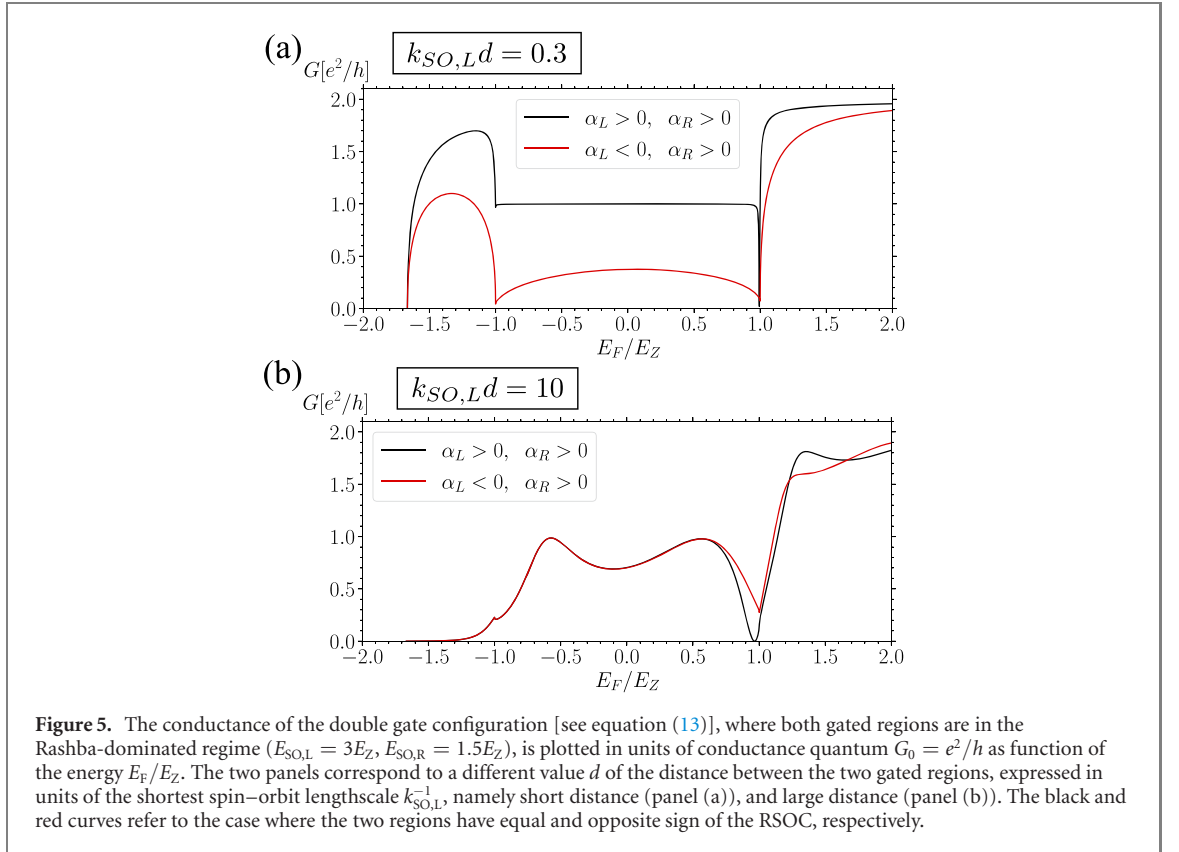 (a)
k_{SO,L}d = 0.3
G[e²/h]
2.0
1.5
1.0
0.5
0.0
α_L > 0, α_R > 0
α_L < 0, α_R > 0
−2.0 −1.5 −1.0 −0.5 0.0 0.5 1.0 1.5 2.0
E_F/E_Z
(b)
k_{SO,L}d = 10
G[e²/h]
2.0
1.5
1.0
0.5
0.0
α_L > 0, α_R > 0
α_L < 0, α_R > 0
−2.0 −1.5 −1.0 −0.5 0.0 0.5 1.0 1.5 2.0
E_F/E_Z
Figure 5. The conductance of the double gate configuration [see equation (13)], where both gated regions are in the
Rashba-dominated regime (E_{SO,L} = 3E_Z, E_{SO,R} = 1.5E_Z), is plotted in units of conductance quantum G_0 = e²/h as function of
the energy E_F/E_Z. The two panels correspond to a different value d of the distance between the two gated regions, expressed in
units of the shortest spin–orbit lengthscale k_{SO,L}^{−1}, namely short distance (panel (a)), and large distance (panel (b)). The black and
red curves refer to the case where the two regions have equal and opposite sign of the RSOC, respectively.